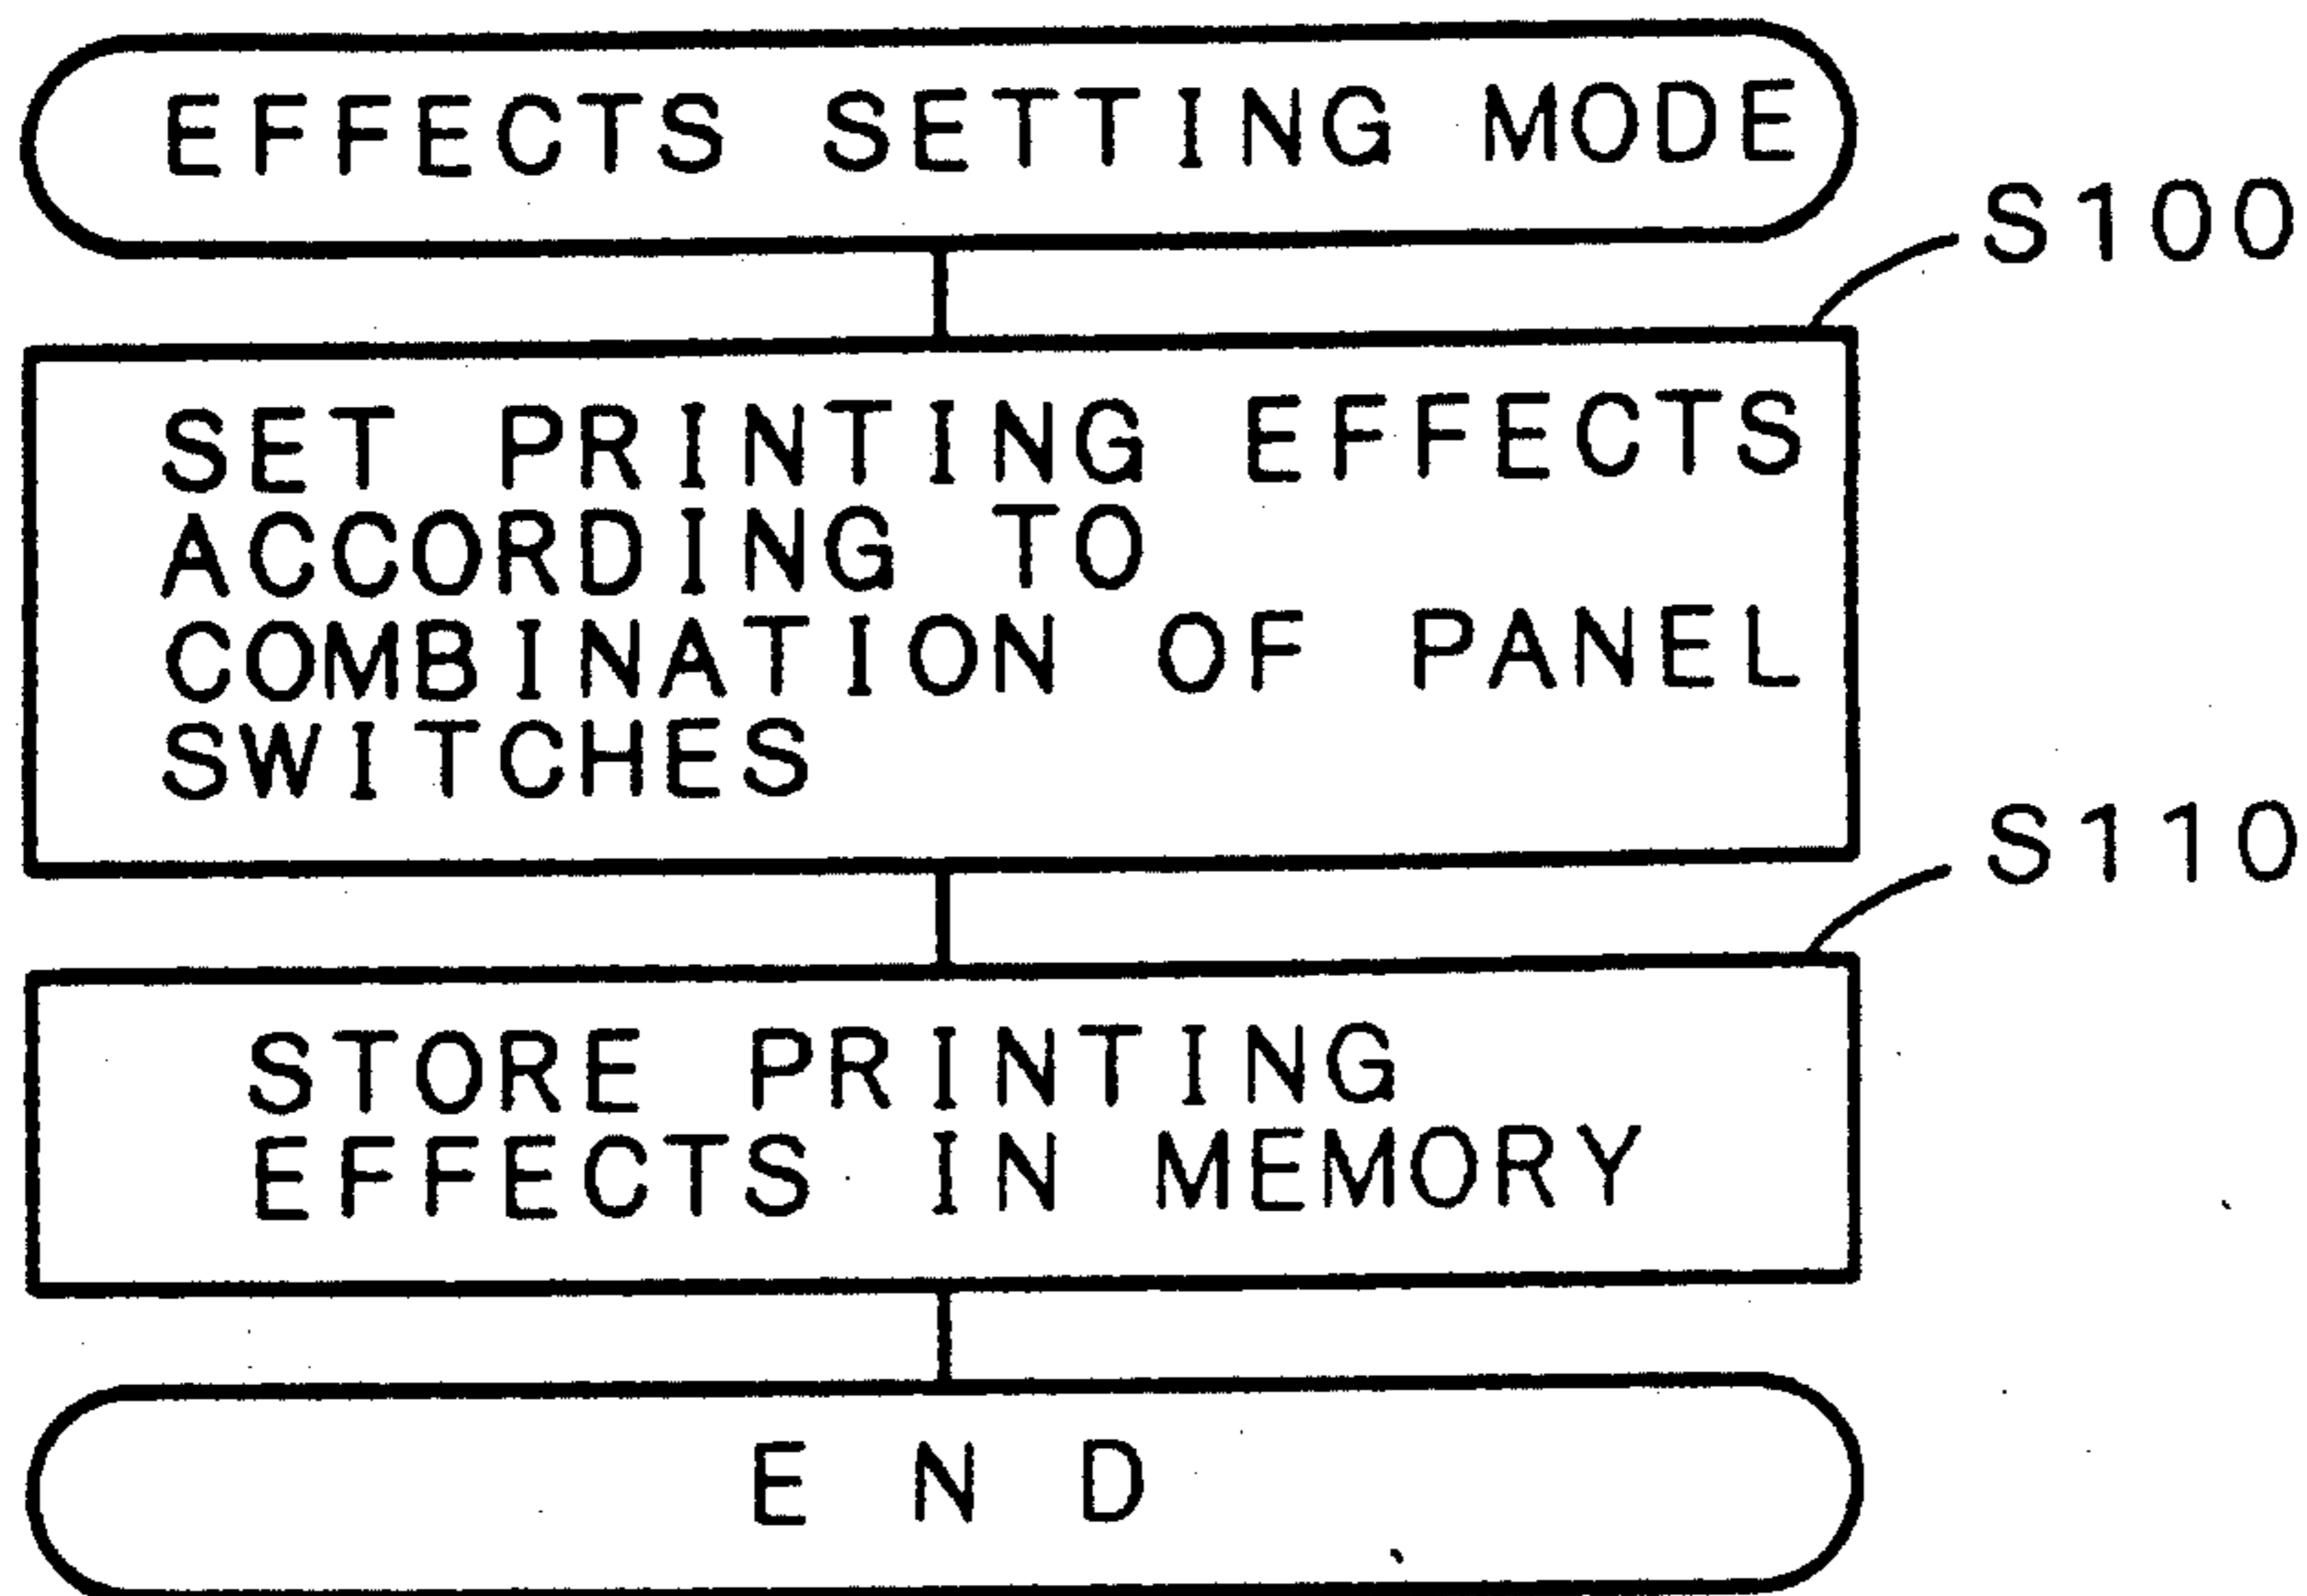 EFFECTS SETTING MODE
S100
SET PRINTING EFFECTS
ACCORDING TO
COMBINATION OF PANEL
SWITCHES
S110
STORE PRINTING
EFFECTS IN MEMORY
END